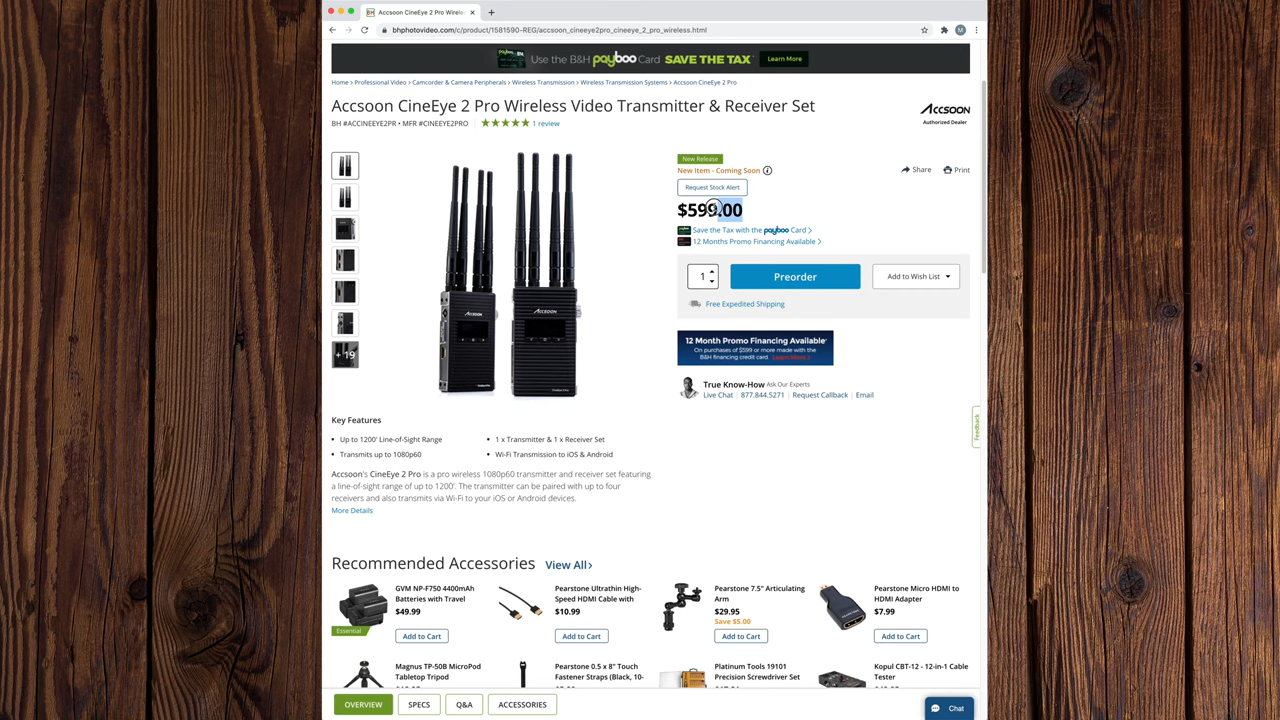 BH Accsoon CineEye 2 Pro Wirele
bhphotovideo.com/c/product/1581590-REG/accsoon_cineeye2pro_cineeye_2_pro_wireless.html
M
Use the B&H payboo Card SAVE THE TAX™
Learn More
Home > Professional Video > Camcorder & Camera Peripherals > Wireless Transmission > Wireless Transmission Systems > Accsoon CineEye 2 Pro
Accsoon CineEye 2 Pro Wireless Video Transmitter & Receiver Set
BH #ACCINEEYE2PR • MFR #CINEEYE2PRO
1 review
ACCSOON
Authorized Dealer
New Release
New Item - Coming Soon
Share
Print
Request Stock Alert
$599.00
Save the Tax with the payboo Card >
12 Months Promo Financing Available >
1
Preorder
Add to Wish List
Free Expedited Shipping
12 Month Promo Financing Available*
On purchases of $599 or more made with the
B&H financing credit card. Learn More >
True Know-How Ask Our Experts
Live Chat | 877.844.5271 | Request Callback | Email
ACCSOON
ACCSOON
+ 19
Feedback
Key Features
Up to 1200' Line-of-Sight Range
1 x Transmitter & 1 x Receiver Set
Transmits up to 1080p60
Wi-Fi Transmission to iOS & Android
Accsoon's CineEye 2 Pro is a pro wireless 1080p60 transmitter and receiver set featuring
a line-of-sight range of up to 1200'. The transmitter can be paired with up to four
receivers and also transmits via Wi-Fi to your iOS or Android devices.
More Details
Recommended Accessories View All >
GVM NP-F750 4400mAh
Batteries with Travel
$49.99
Essential
Add to Cart
Pearstone Ultrathin High-
Speed HDMI Cable with
$10.99
Add to Cart
Pearstone 7.5" Articulating
Arm
$29.95
Save $5.00
Add to Cart
Pearstone Micro HDMI to
HDMI Adapter
$7.99
Add to Cart
Magnus TP-50B MicroPod
Tabletop Tripod
Pearstone 0.5 x 8" Touch
Fastener Straps (Black, 10-
Platinum Tools 19101
Precision Screwdriver Set
Kopul CBT-12 - 12-in-1 Cable
Tester
OVERVIEW
SPECS
Q&A
ACCESSORIES
Chat